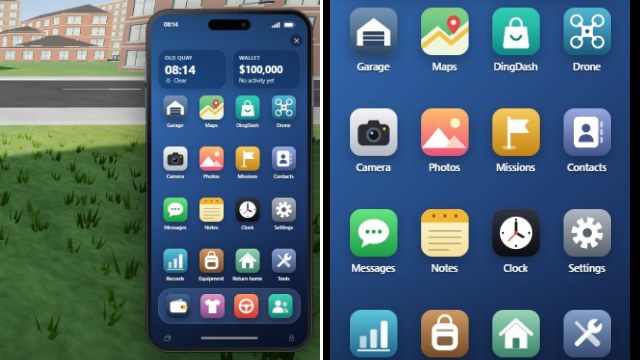 08:14
OLD QUAY
08:14
Clear
WALLET
$100,000
No activity yet
Garage Maps DingDash Drone
Camera Photos Missions Contacts
Messages Notes Clock Settings
Records Equipment Return home Tools
Garage Maps DingDash Drone
Camera Photos Missions Contacts
Messages Notes Clock Settings